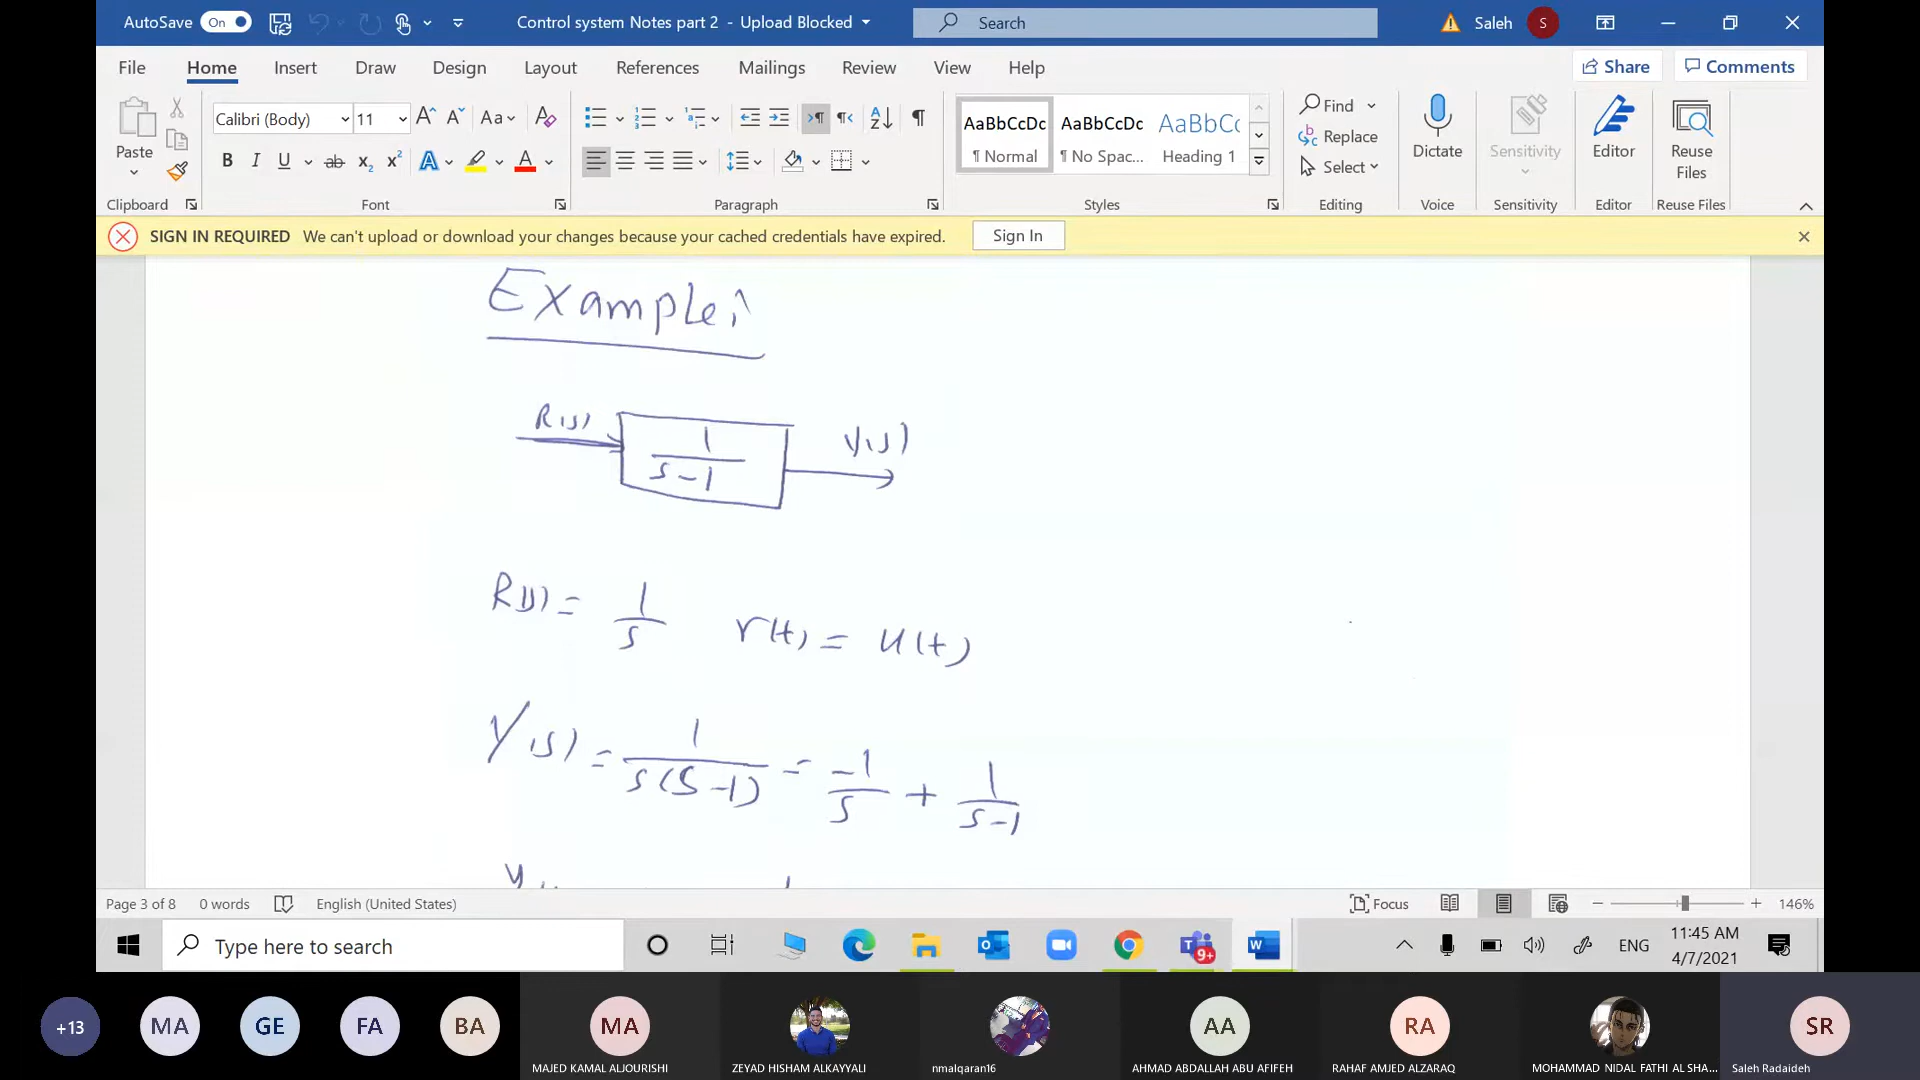 AutoSave On Control system Notes part 2 - Upload Blocked Search Saleh S
File Home Insert Draw Design Layout References Mailings Review View Help Share Comments
Calibri (Body) 11 Aa AaBbCcDc AaBbCcDc AaBbCc Find
Paste ¶ Normal ¶ No Spac... Heading 1 Replace Dictate Sensitivity Editor Reuse Files
B I U ab x₂ x² A A Select
Clipboard Font Paragraph Styles Editing Voice Sensitivity Editor Reuse Files
SIGN IN REQUIRED We can't upload or download your changes because your cached credentials have expired. Sign In
Example:
R(s) 1/(s-1) Y(s)
R(s) = 1/s r(t) = u(t)
Y(s) = 1/(s(s-1)) = -1/s + 1/(s-1)
Page 3 of 8 0 words English (United States) Focus 146%
Type here to search 9+ ENG 11:45 AM
4/7/2021
+13 MA GE FA BA MA AA RA SR
MAJED KAMAL ALJOURISHI ZEYAD HISHAM ALKAYYALI nmalqaran16 AHMAD ABDALLAH ABU AFIFEH RAHAF AMJED ALZARAQ MOHAMMAD NIDAL FATHI AL SHA... Saleh Radaideh